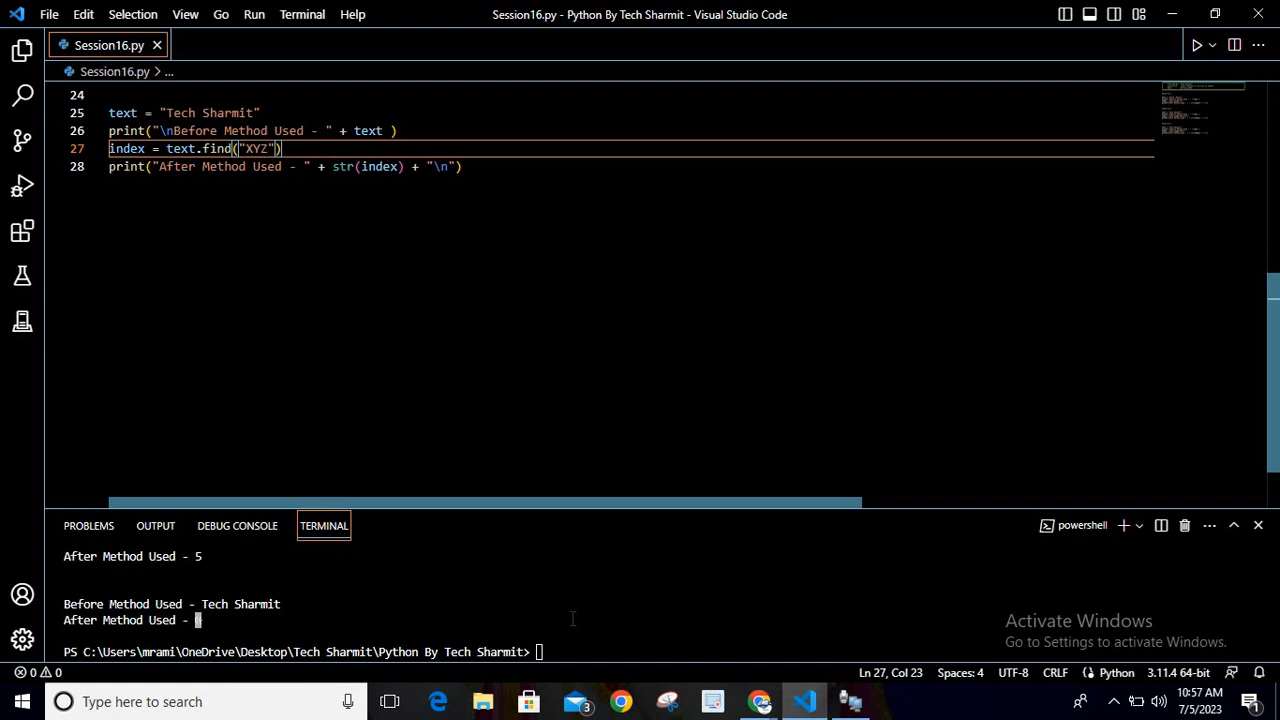 File Edit Selection View Go Run Terminal Help
Session16.py - Python By Tech Sharmit - Visual Studio Code
Session16.py
Session16.py > ...
24
25 text = "Tech Sharmit"
26 print("\nBefore Method Used - " + text )
27 index = text.find("XYZ")
28 print("After Method Used - " + str(index) + "\n")
PROBLEMS OUTPUT DEBUG CONSOLE TERMINAL
powershell
After Method Used - 5
Before Method Used - Tech Sharmit
After Method Used -
PS C:\Users\mrami\OneDrive\Desktop\Tech Sharmit\Python By Tech Sharmit>
Activate Windows
Go to Settings to activate Windows.
0 0
Ln 27, Col 23 Spaces: 4 UTF-8 CRLF Python 3.11.4 64-bit
Type here to search
3
10:57 AM
7/5/2023
1